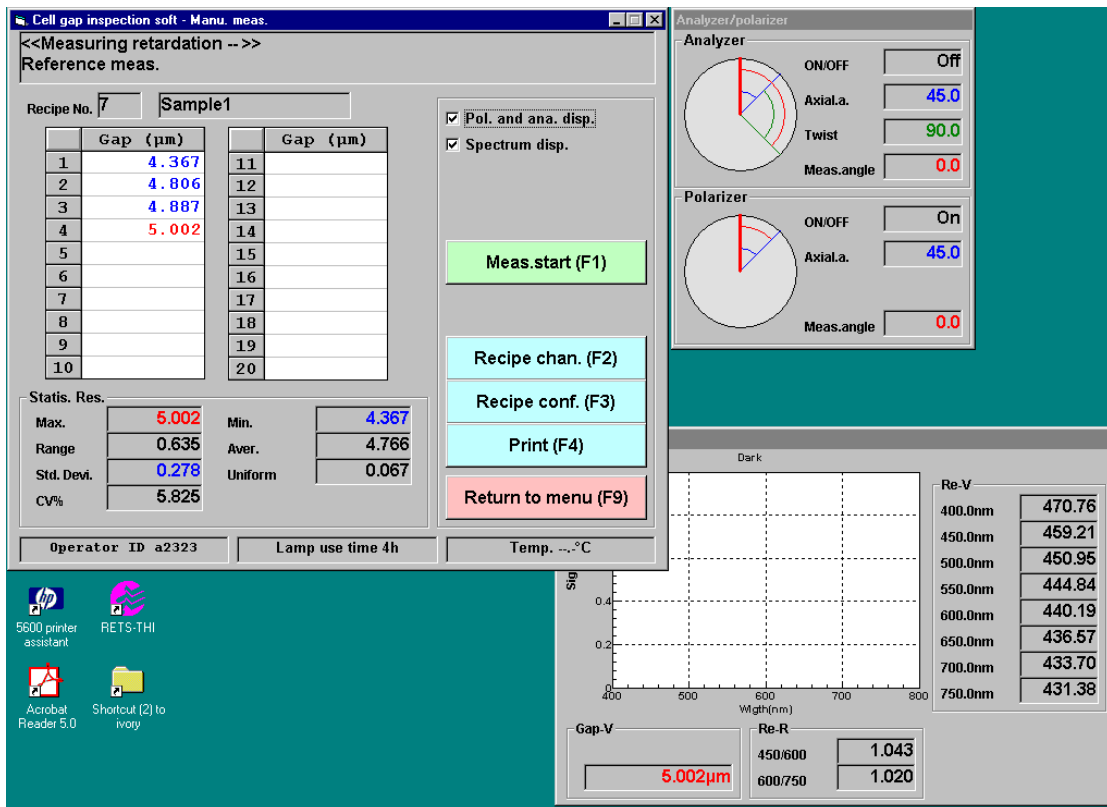 Cell gap inspection soft - Manu. meas.
<<Measuring retardation -->>
Reference meas.
Recipe No. 7 Sample1
Gap (µm) Gap (µm)
1 4.367 11
2 4.806 12
3 4.887 13
4 5.002 14
5 15
6 16
7 17
8 18
9 19
10 20
Pol. and ana. disp.
Spectrum disp.
Meas.start (F1)
Recipe chan. (F2)
Recipe conf. (F3)
Print (F4)
Return to menu (F9)
Statis. Res.
Max. 5.002 Min. 4.367
Range 0.635 Aver. 4.766
Std. Devi. 0.278 Uniform 0.067
CV% 5.825
Operator ID a2323 Lamp use time 4h Temp. --.-°C
Analyzer/polarizer
Analyzer
ON/OFF Off
Axial.a. 45.0
Twist 90.0
Meas.angle 0.0
Polarizer
ON/OFF On
Axial.a. 45.0
Meas.angle 0.0
Dark
Sig
0.4
0.2
0
400 500 600 700 800
Wlgth(nm)
Re-V
400.0nm 470.76
450.0nm 459.21
500.0nm 450.95
550.0nm 444.84
600.0nm 440.19
650.0nm 436.57
700.0nm 433.70
750.0nm 431.38
Gap-V
5.002µm
Re-R
450/600 1.043
600/750 1.020
5600 printer
assistant
RETS-THI
Acrobat
Reader 5.0
Shortcut (2) to
ivory